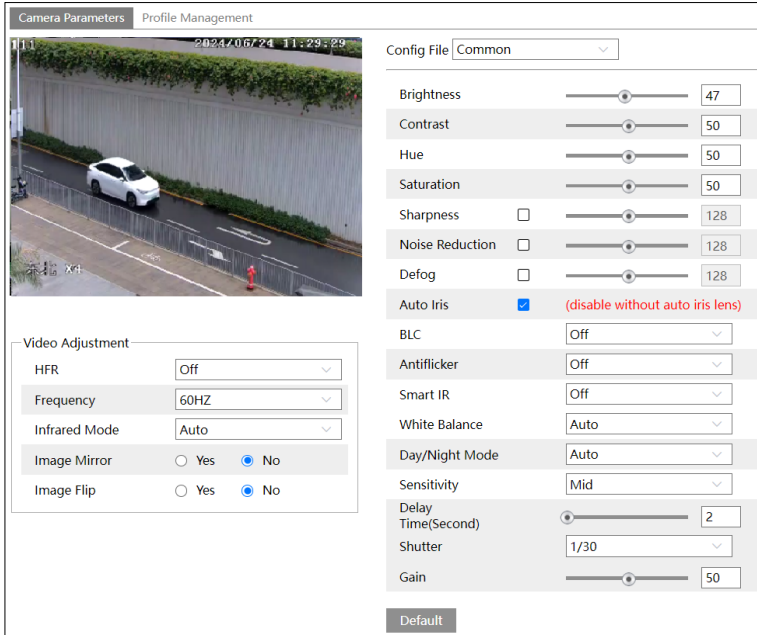 Camera Parameters Profile Management
111 2024/06/24 11:29:29
X4
Video Adjustment
HFR Off
Frequency 60HZ
Infrared Mode Auto
Image Mirror Yes No
Image Flip Yes No
Config File Common
Brightness 47
Contrast 50
Hue 50
Saturation 50
Sharpness 128
Noise Reduction 128
Defog 128
Auto Iris (disable without auto iris lens)
BLC Off
Antiflicker Off
Smart IR Off
White Balance Auto
Day/Night Mode Auto
Sensitivity Mid
Delay
Time(Second) 2
Shutter 1/30
Gain 50
Default